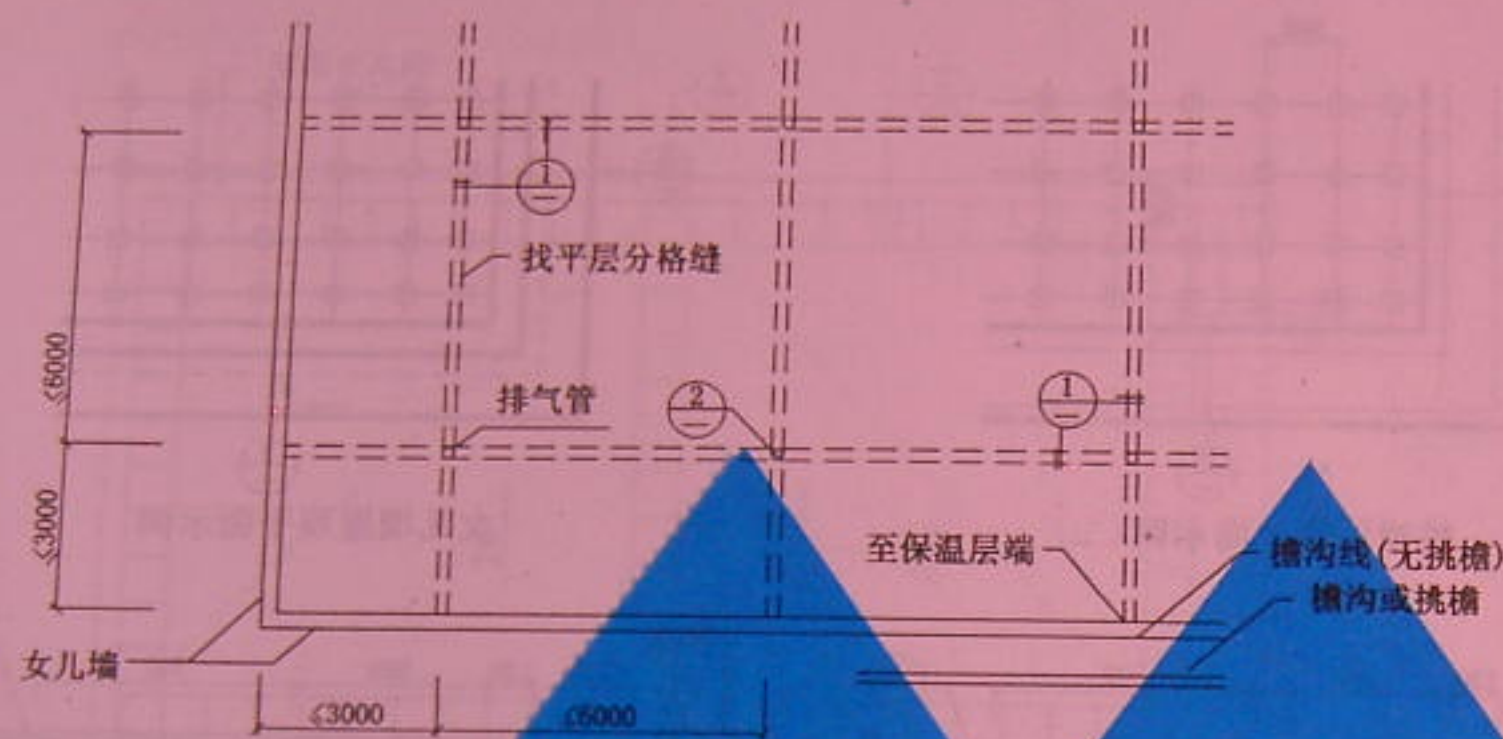 1
—
找平层分格缝
≤6000
排气管
2
—
1
—
≤3000
至保温层端
檐沟线(无挑檐)
檐沟或挑檐
女儿墙
≤3000
≤6000